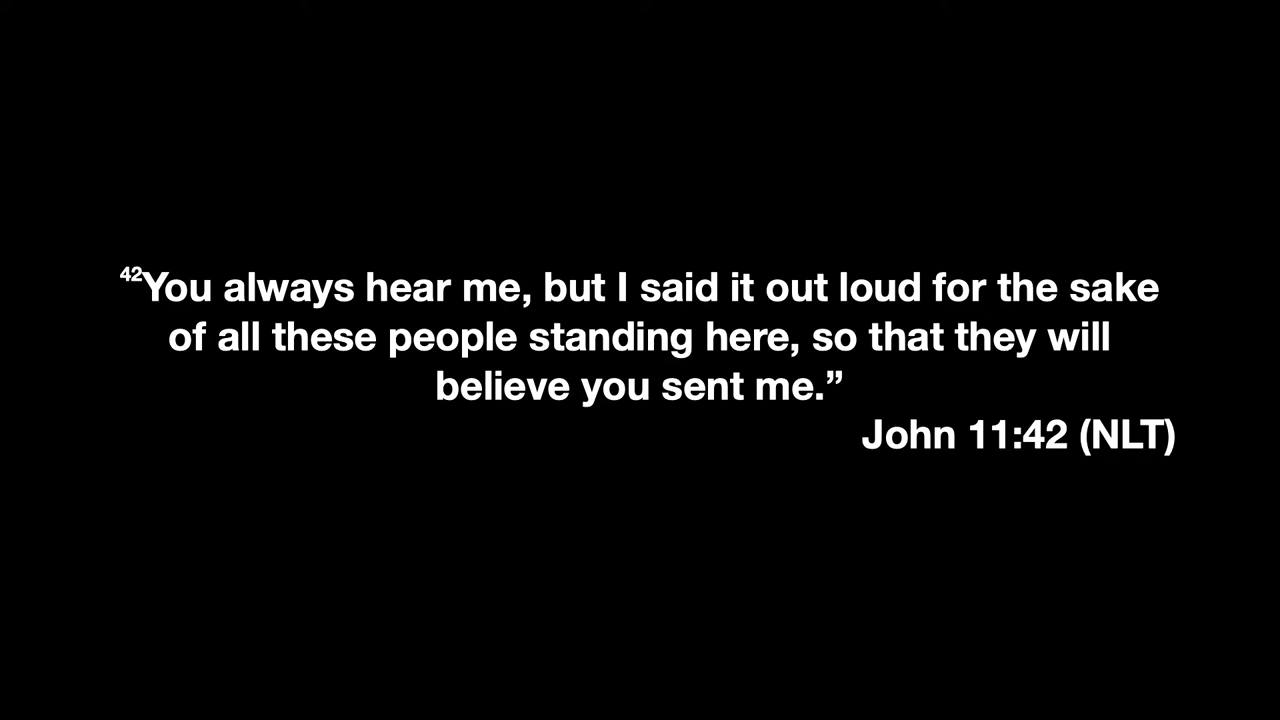 ⁴²You always hear me, but I said it out loud for the sake
of all these people standing here, so that they will
believe you sent me.”
John 11:42 (NLT)